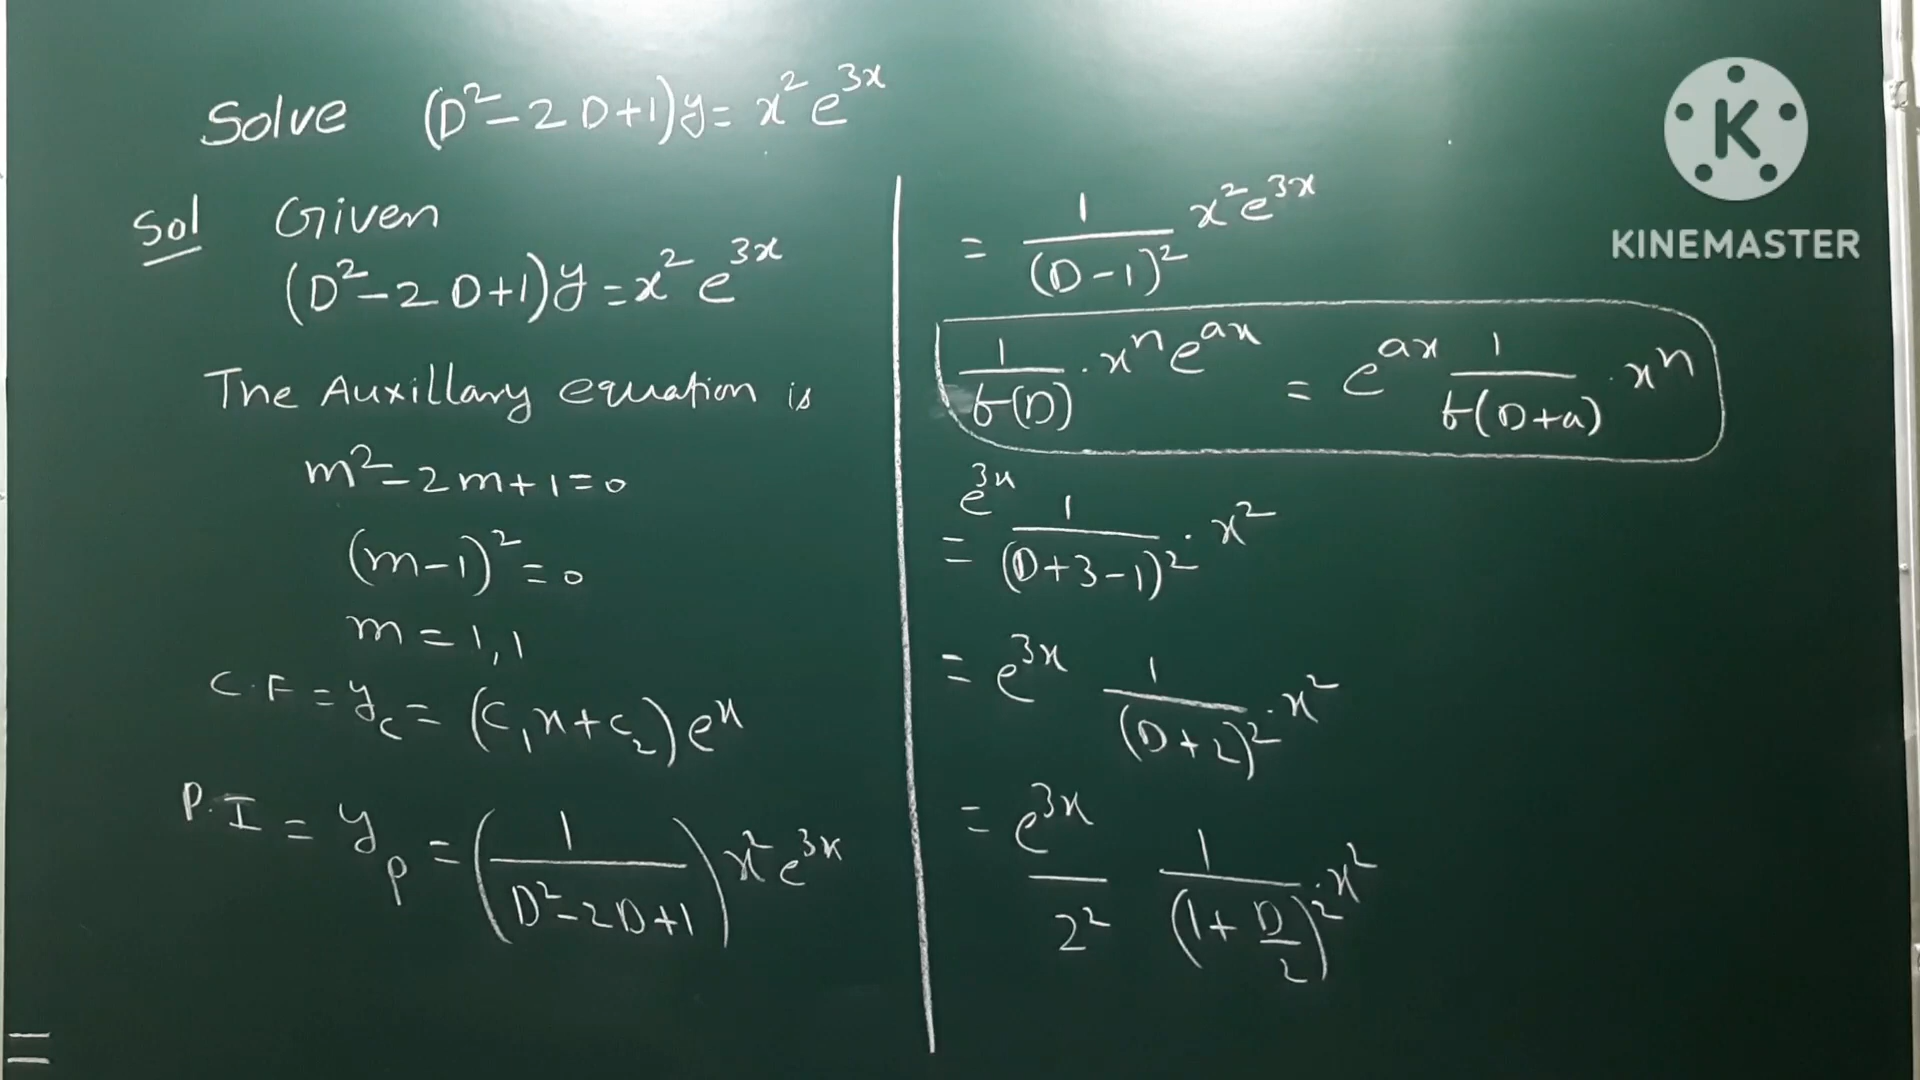 Solve (D²-2D+1)y=x²e^3x
Sol Given
(D²-2D+1)y=x²e^3x
The Auxillary equation is
m²-2m+1=0
(m-1)²=0
m=1,1
C.F=y_c=(c₁x+c₂)e^x
P.I=y_p=(1/(D²-2D+1))x²e^3x
= 1/(D-1)² x²e^3x
1/f(D)·x^n e^ax = e^ax 1/f(D+a)·x^n
= e^3x 1/(D+3-1)²·x²
= e^3x 1/(D+2)²·x²
= e^3x/2² 1/(1+D/2)²·x²
=
K
KINEMASTER